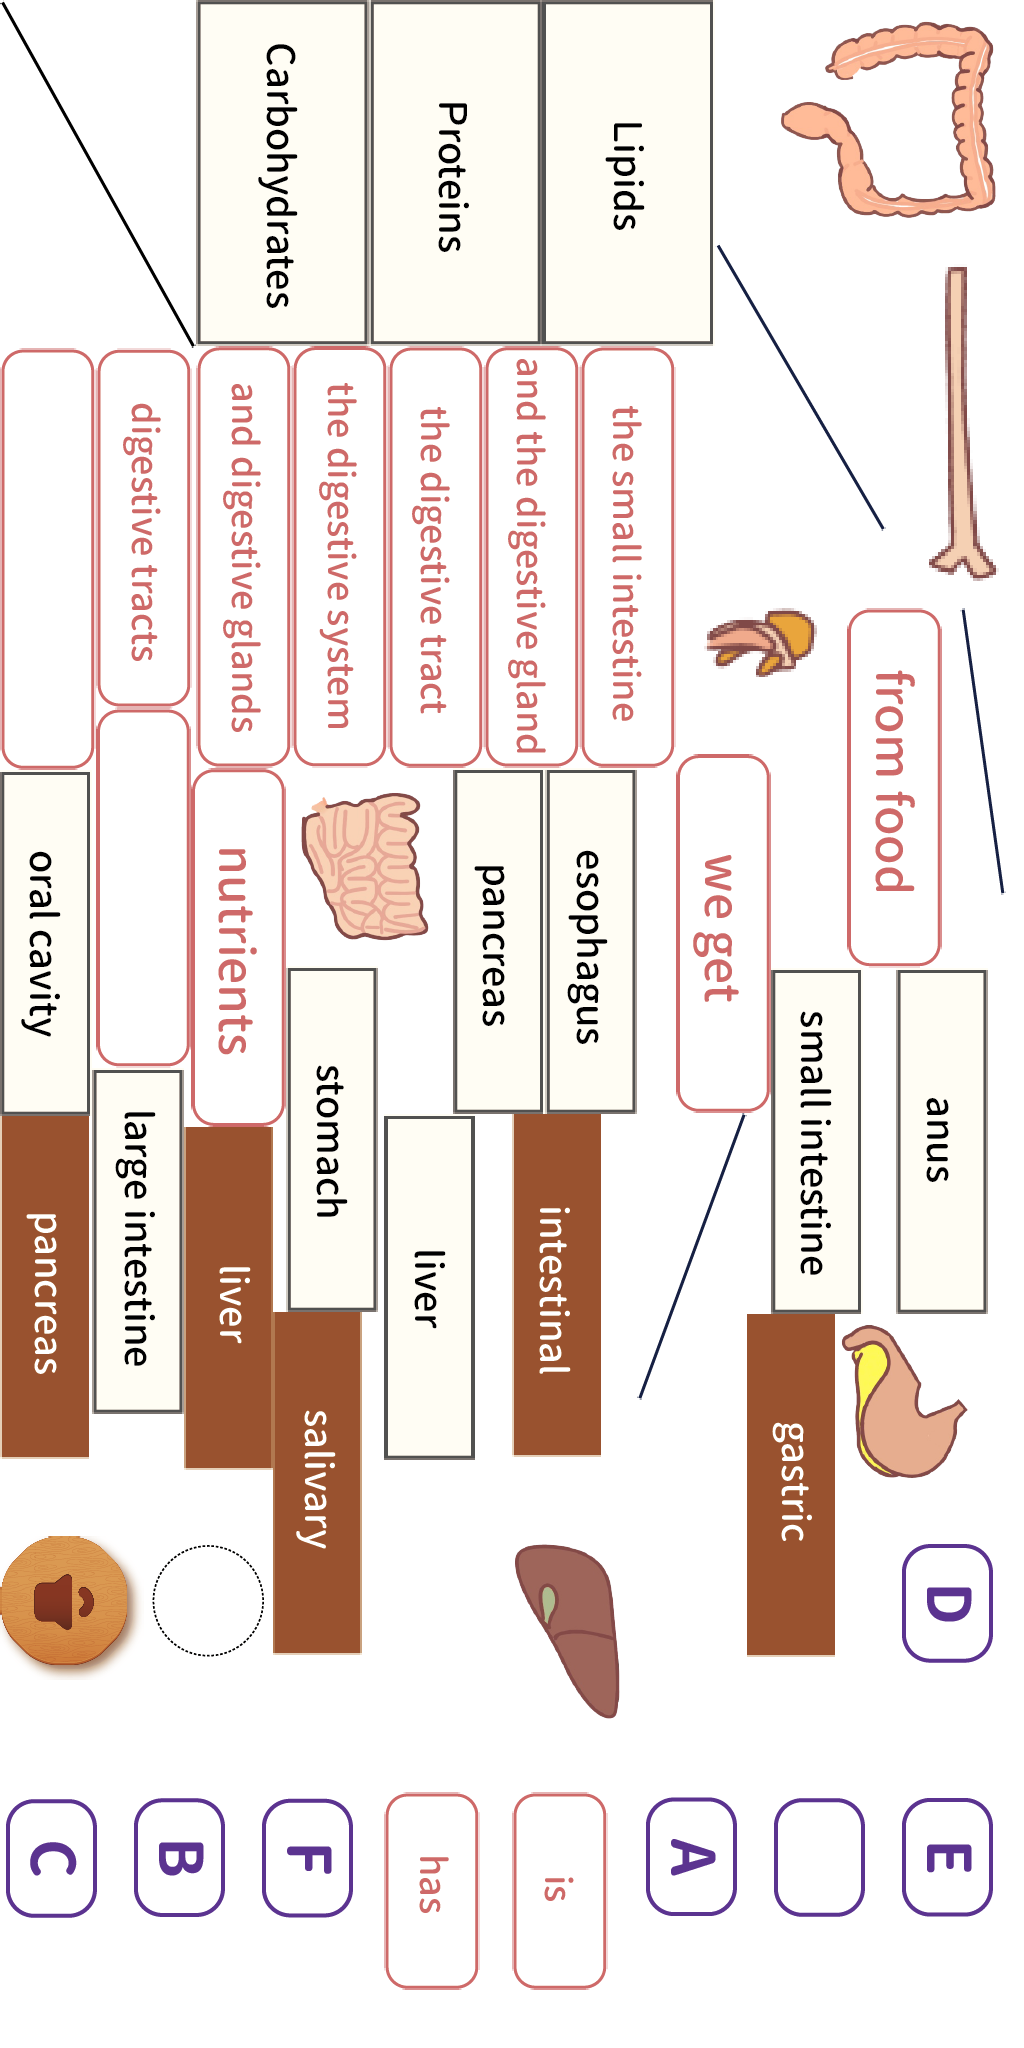 Lipids
Proteins
Carbohydrates
from food
the small intestine
and the digestive gland
the digestive tract
the digestive system
and digestive glands
digestive tracts
we get
nutrients
anus
small intestine
esophagus
pancreas
stomach
liver
large intestine
oral cavity
gastric
intestinal
salivary
liver
pancreas
D
E
A
is
has
F
B
C